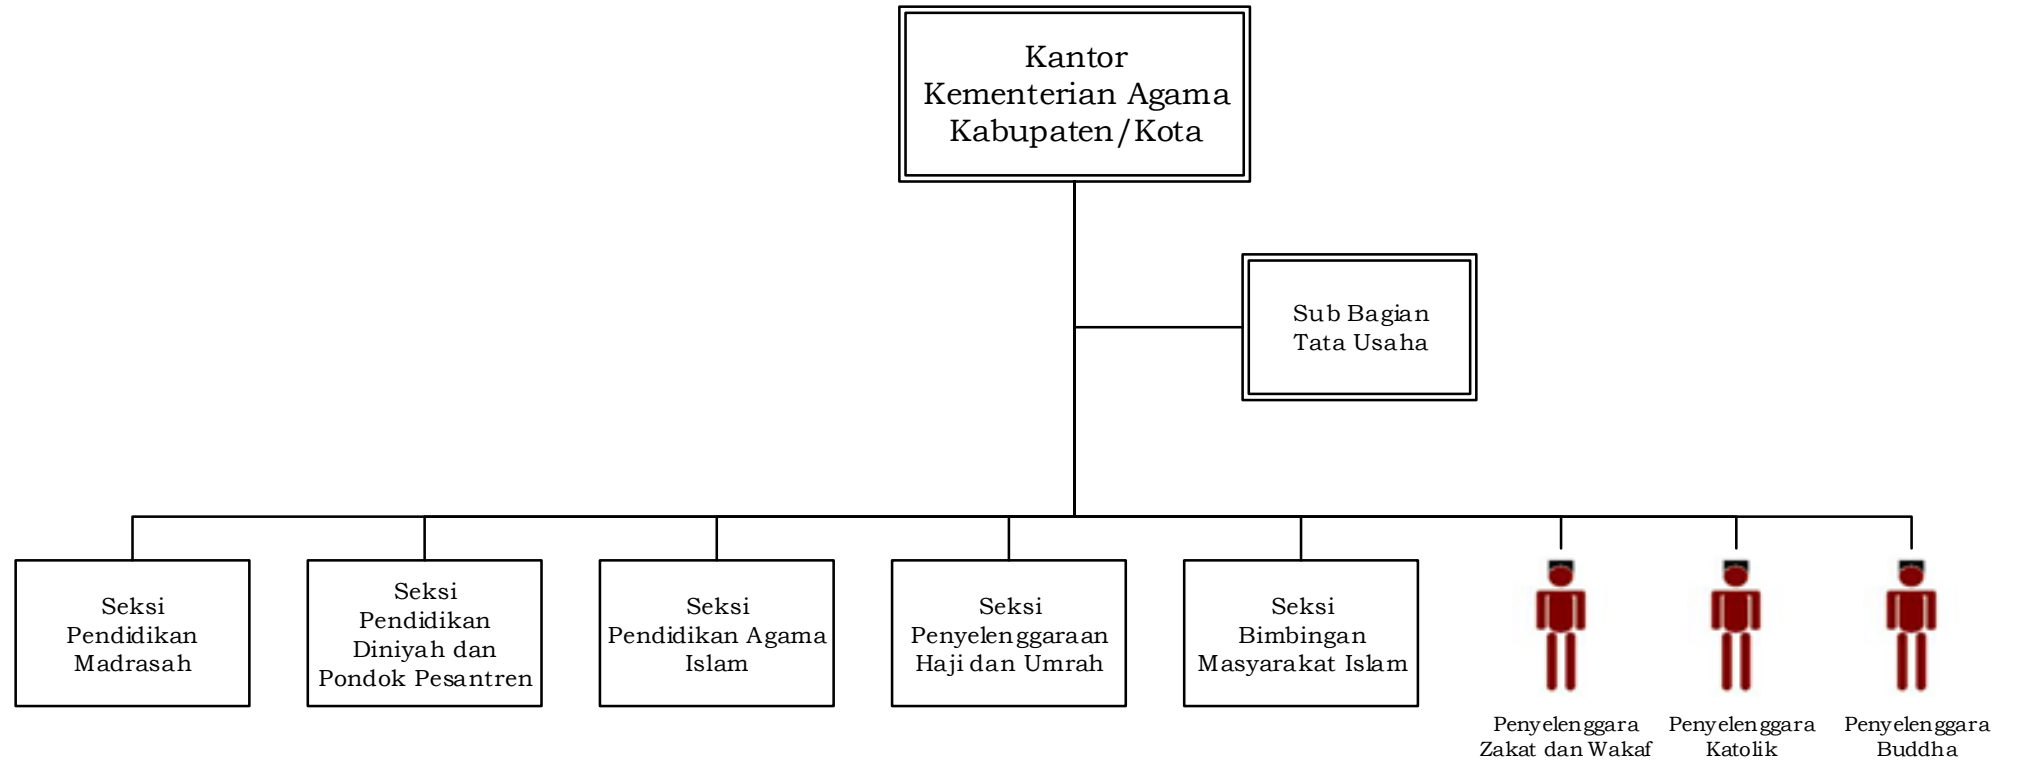 Kantor
Kementerian Agama
Kabupaten/Kota
Sub Bagian
Tata Usaha
Seksi
Pendidikan
Madrasah
Seksi
Pendidikan
Diniyah dan
Pondok Pesantren
Seksi
Pendidikan Agama
Islam
Seksi
Penyelenggaraan
Haji dan Umrah
Seksi
Bimbingan
Masyarakat Islam
Penyelenggara
Zakat dan Wakaf
Penyelenggara
Katolik
Penyelenggara
Buddha